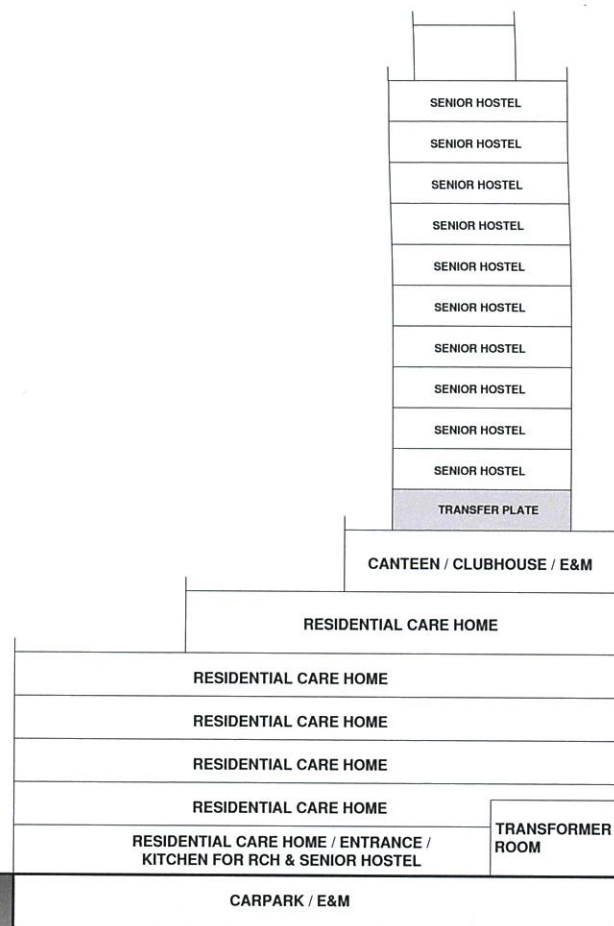 SENIOR HOSTEL
SENIOR HOSTEL
SENIOR HOSTEL
SENIOR HOSTEL
SENIOR HOSTEL
SENIOR HOSTEL
SENIOR HOSTEL
SENIOR HOSTEL
SENIOR HOSTEL
SENIOR HOSTEL
TRANSFER PLATE
CANTEEN / CLUBHOUSE / E&M
RESIDENTIAL CARE HOME
RESIDENTIAL CARE HOME
RESIDENTIAL CARE HOME
RESIDENTIAL CARE HOME
RESIDENTIAL CARE HOME
RESIDENTIAL CARE HOME / ENTRANCE /
KITCHEN FOR RCH & SENIOR HOSTEL
TRANSFORMER
ROOM
CARPARK / E&M